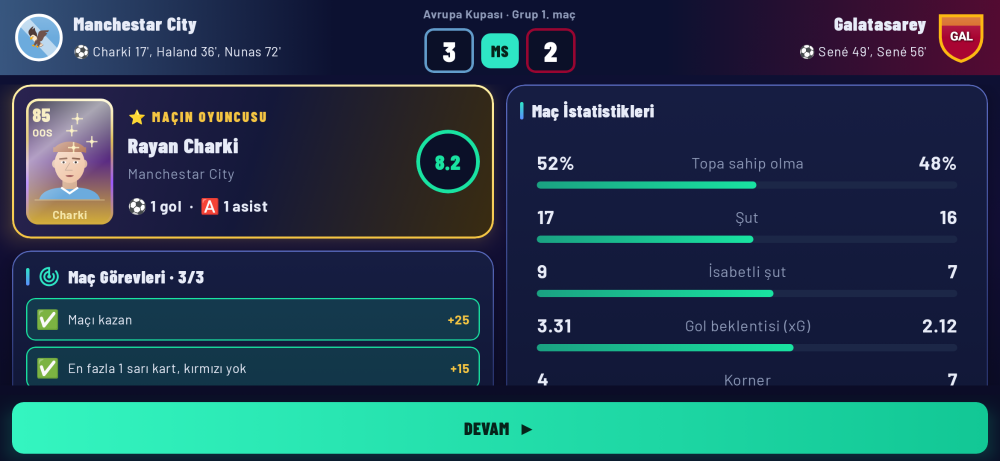 Manchestar City
Charki 17', Haland 36', Nunas 72'
Avrupa Kupası · Grup 1. maç
3 MS 2
Galatasarey
Sené 49', Sené 56'
GAL
85
OOS
Charki
MAÇIN OYUNCUSU
Rayan Charki
Manchester City
1 gol · A 1 asist
8.2
Maç Görevleri · 3/3
Maçı kazan +25
En fazla 1 sarı kart, kırmızı yok +15
Maç İstatistikleri
52% Topa sahip olma 48%
17 Şut 16
9 İsabetli şut 7
3.31 Gol beklentisi (xG) 2.12
4 Korner 7
DEVAM ►